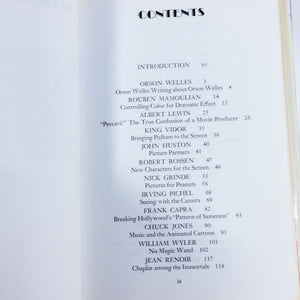 CONTENTS
INTRODUCTION xv
ORSON WELLES 1
Orson Welles Writing about Orson Welles 4
ROUBEN MAMOULIAN 14
Controlling Color for Dramatic Effect 15
ALBERT LEWIN 25
"Peccavi!" The True Confession of a Movie Producer 26
KING VIDOR 35
Bringing Pulham to the Screen 36
JOHN HUSTON 40
Picture Partners 41
ROBERT ROSSEN 47
New Characters for the Screen 48
NICK GRINDE 55
Pictures for Peanuts 56
IRVING PICHEL 68
Seeing with the Camera 69
FRANK CAPRA 82
Breaking Hollywood's "Pattern of Sameness" 83
CHUCK JONES 90
Music and the Animated Cartoon 91
WILLIAM WYLER 101
No Magic Wand 102
JEAN RENOIR 117
Chaplin among the Immortals 118
ix